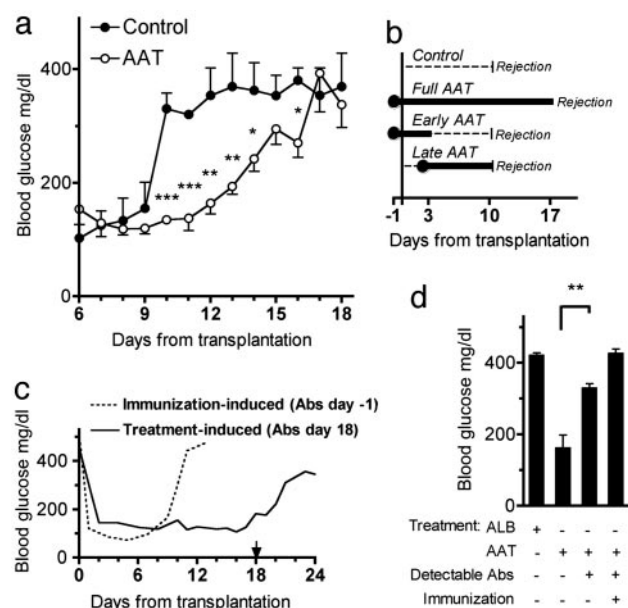 a
Control
AAT
Blood glucose mg/dl
400
200
0
***
***
**
**
*
*
6
9
12
15
18
Days from transplantation
b
Control
Rejection
Full AAT
Rejection
Early AAT
Rejection
Late AAT
Rejection
-1 3 10 17
Days from transplantation
c
Immunization-induced (Abs day -1)
Treatment-induced (Abs day 18)
Blood glucose mg/dl
400
200
0
0 6 12 18 24
Days from transplantation
d
**
Blood glucose mg/dl
400
200
0
Treatment: ALB + - - -
AAT - + + +
Detectable Abs - - + +
Immunization - - - +